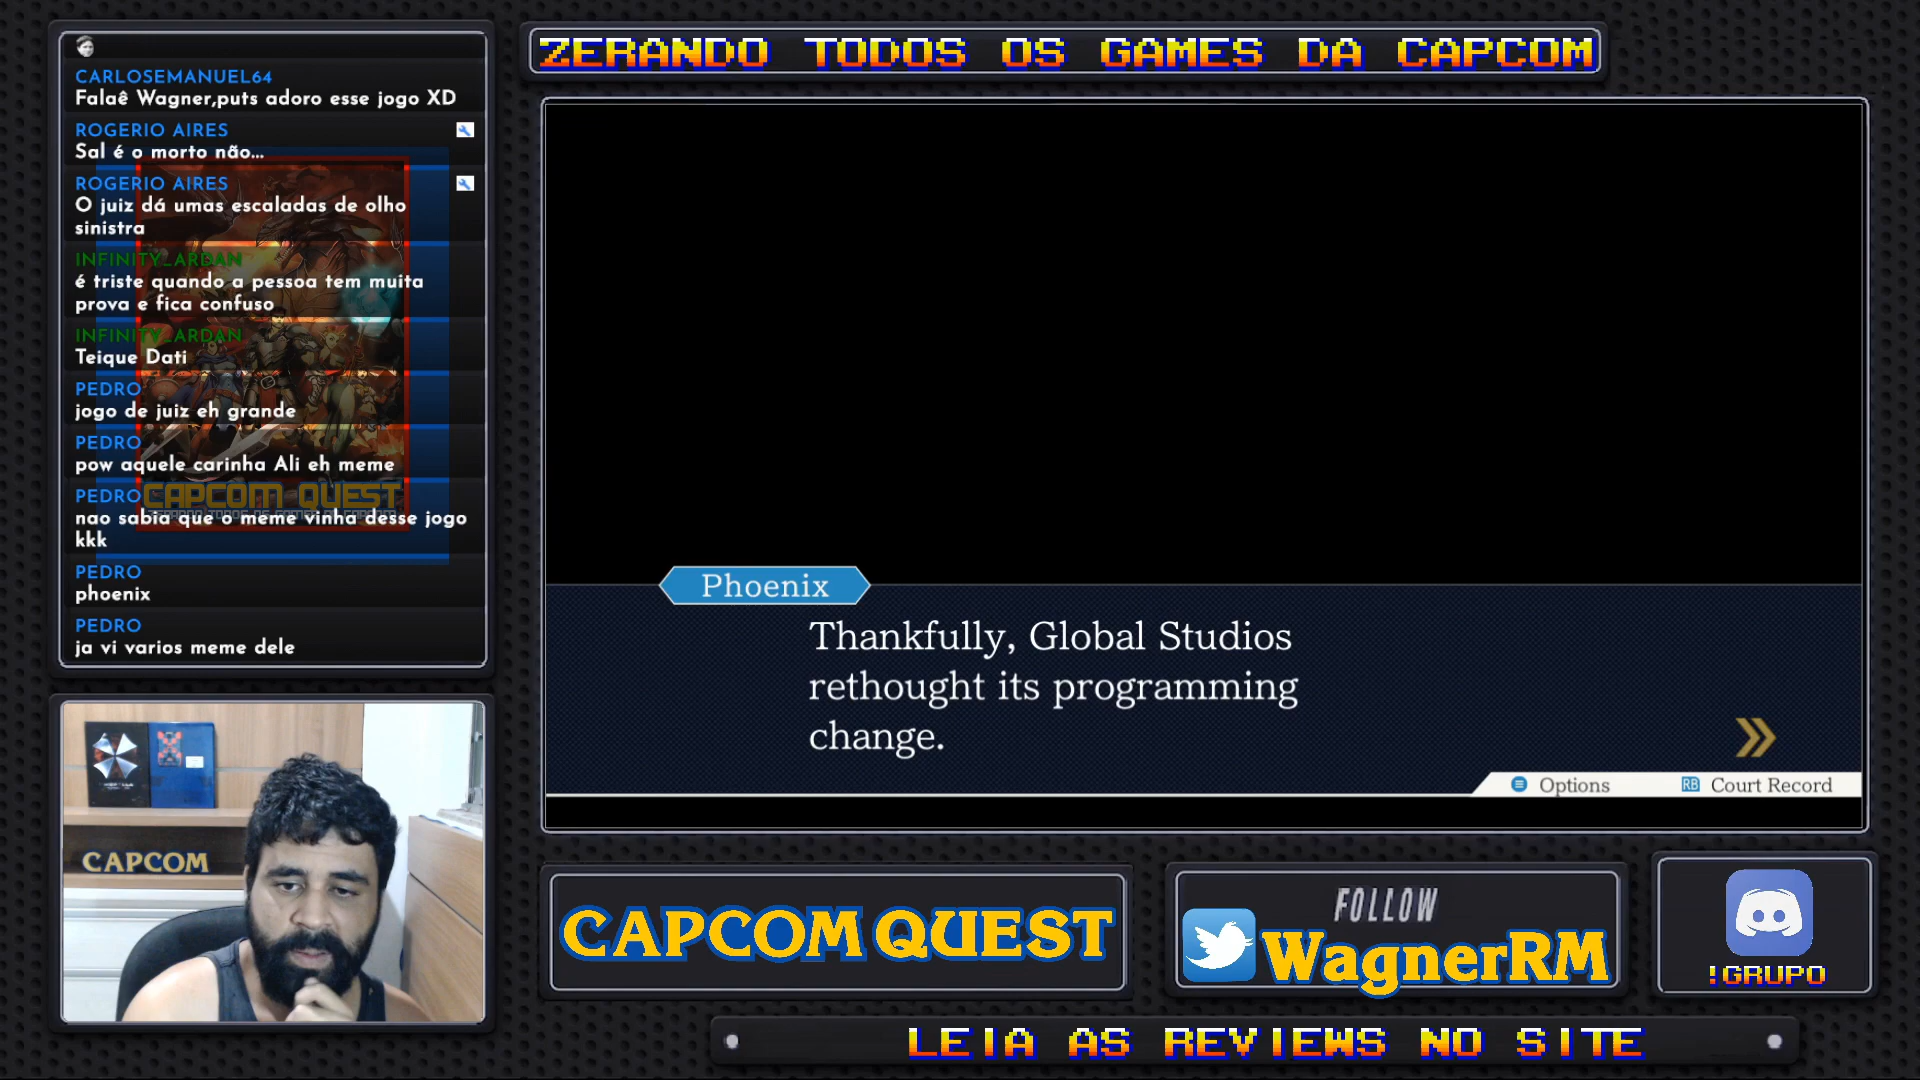 ZERANDO TODOS OS GAMES DA CAPCOM
CARLOSEMANUEL64
Falaê Wagner,puts adoro esse jogo XD
ROGERIO AIRES
Sal é o morto não...
ROGERIO AIRES
O juiz dá umas escaladas de olho
sinistra
INFINITY_ARDAN
é triste quando a pessoa tem muita
prova e fica confuso
INFINITY_ARDAN
Teique Dati
PEDRO
jogo de juiz eh grande
PEDRO
pow aquele carinha Ali eh meme
PEDRO
CAPCOM QUEST
nao sabia que o meme vinha desse jogo
kkk
PEDRO
phoenix
PEDRO
ja vi varios meme dele
Phoenix
Thankfully, Global Studios
rethought its programming
change.
Options
RB Court Record
CAPCOM
CAPCOM QUEST
FOLLOW
WagnerRM
!GRUPO
LEIA AS REVIEWS NO SITE